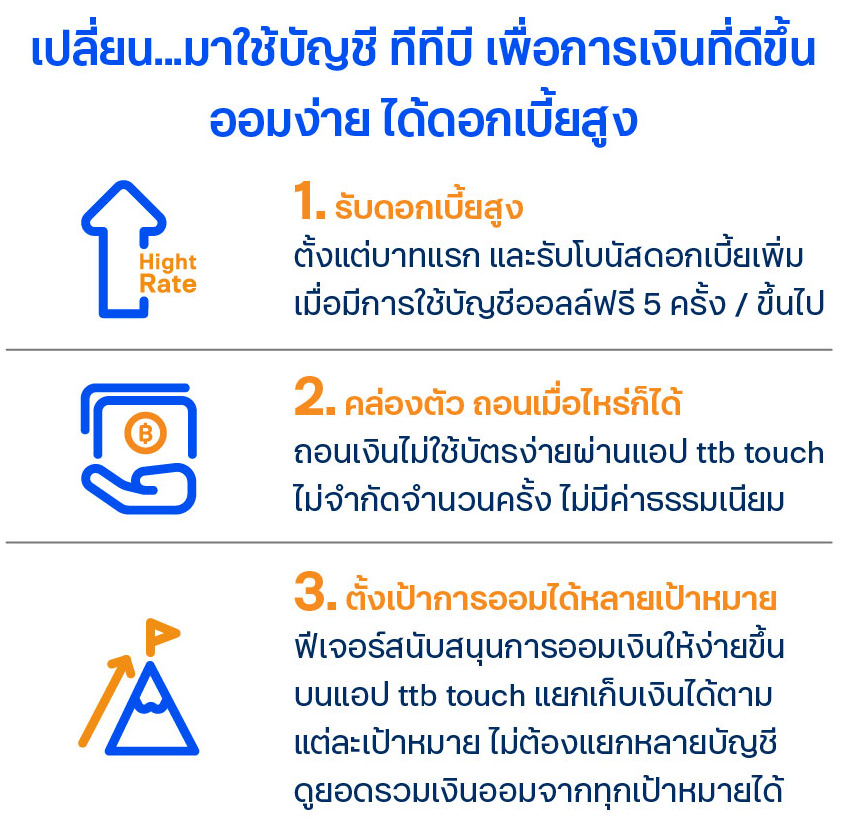 เปลี่ยน...มาใช้บัญชี ทีทีบี เพื่อการเงินที่ดีขึ้น
ออมง่าย ได้ดอกเบี้ยสูง
Hight
Rate
1. รับดอกเบี้ยสูง
ตั้งแต่บาทแรก และรับโบนัสดอกเบี้ยเพิ่ม
เมื่อมีการใช้บัญชีออลล์ฟรี 5 ครั้ง / ขึ้นไป
฿
2. คล่องตัว ถอนเมื่อไหร่ก็ได้
ถอนเงินไม่ใช้บัตรง่ายผ่านแอป ttb touch
ไม่จำกัดจำนวนครั้ง ไม่มีค่าธรรมเนียม
3. ตั้งเป้าการออมได้หลายเป้าหมาย
ฟีเจอร์สนับสนุนการออมเงินให้ง่ายขึ้น
บนแอป ttb touch แยกเก็บเงินได้ตาม
แต่ละเป้าหมาย ไม่ต้องแยกหลายบัญชี
ดูยอดรวมเงินออมจากทุกเป้าหมายได้